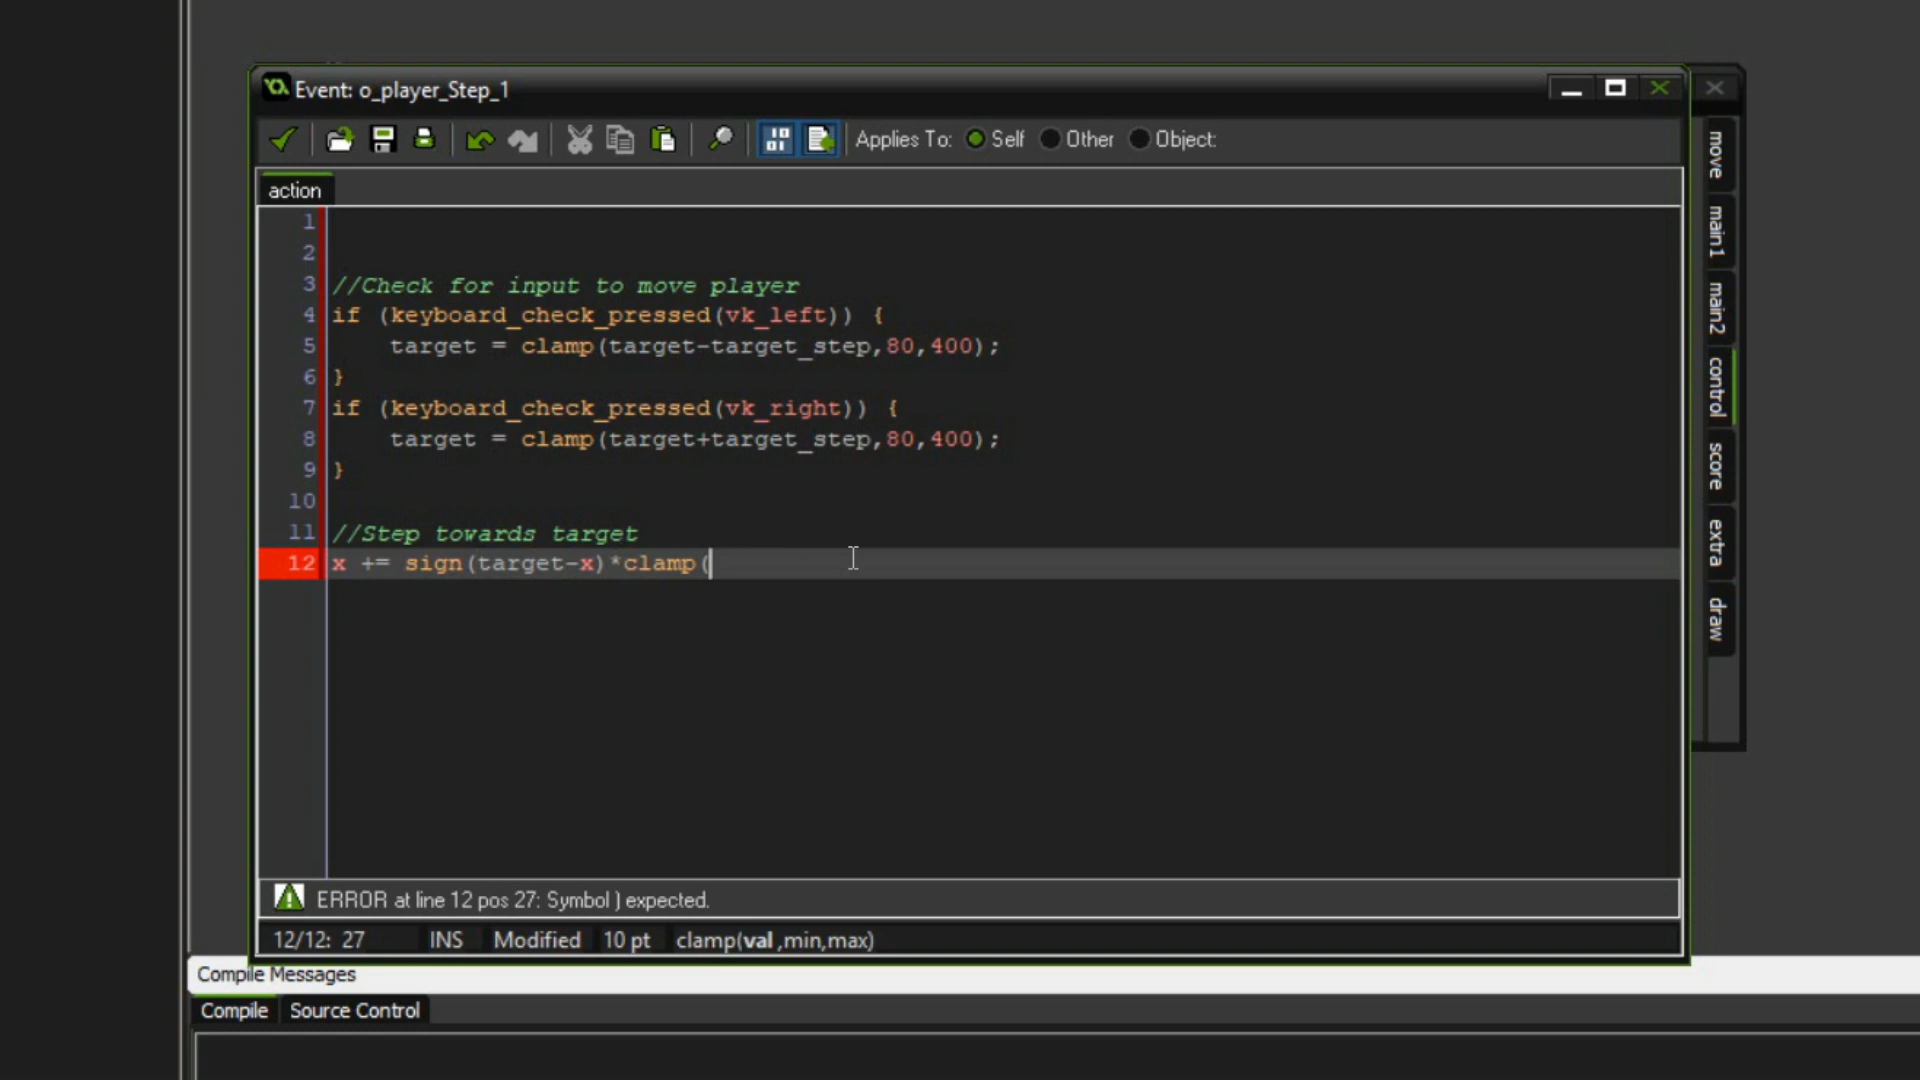 Event: o_player_Step_1
Applies To: Self Other Object:
action
1
2
3 //Check for input to move player
4 if (keyboard_check_pressed(vk_left)) {
5 target = clamp(target-target_step,80,400);
6 }
7 if (keyboard_check_pressed(vk_right)) {
8 target = clamp(target+target_step,80,400);
9 }
10
11 //Step towards target
12 x += sign(target-x)*clamp(
ERROR at line 12 pos 27: Symbol ) expected.
12/12: 27 INS Modified 10 pt clamp(val ,min,max)
move
main1
main2
control
score
extra
draw
Compile Messages
Compile Source Control